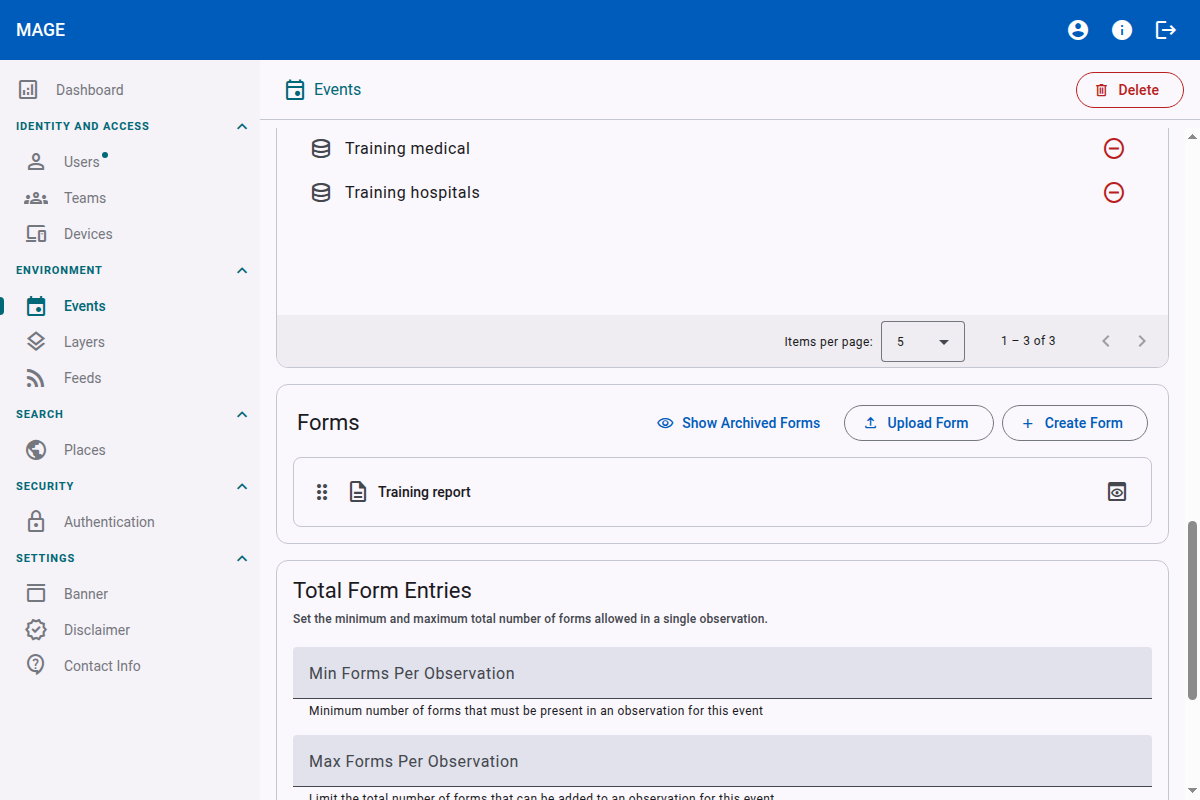 MAGE
Dashboard
IDENTITY AND ACCESS
Users
Teams
Devices
ENVIRONMENT
Events
Layers
Feeds
SEARCH
Places
SECURITY
Authentication
SETTINGS
Banner
Disclaimer
Contact Info
Events
Delete
Training medical
Training hospitals
Items per page:
5
1 – 3 of 3
Forms
Show Archived Forms
Upload Form
Create Form
Training report
Total Form Entries
Set the minimum and maximum total number of forms allowed in a single observation.
Min Forms Per Observation
Minimum number of forms that must be present in an observation for this event
Max Forms Per Observation
Limit the total number of forms that can be added to an observation for this event